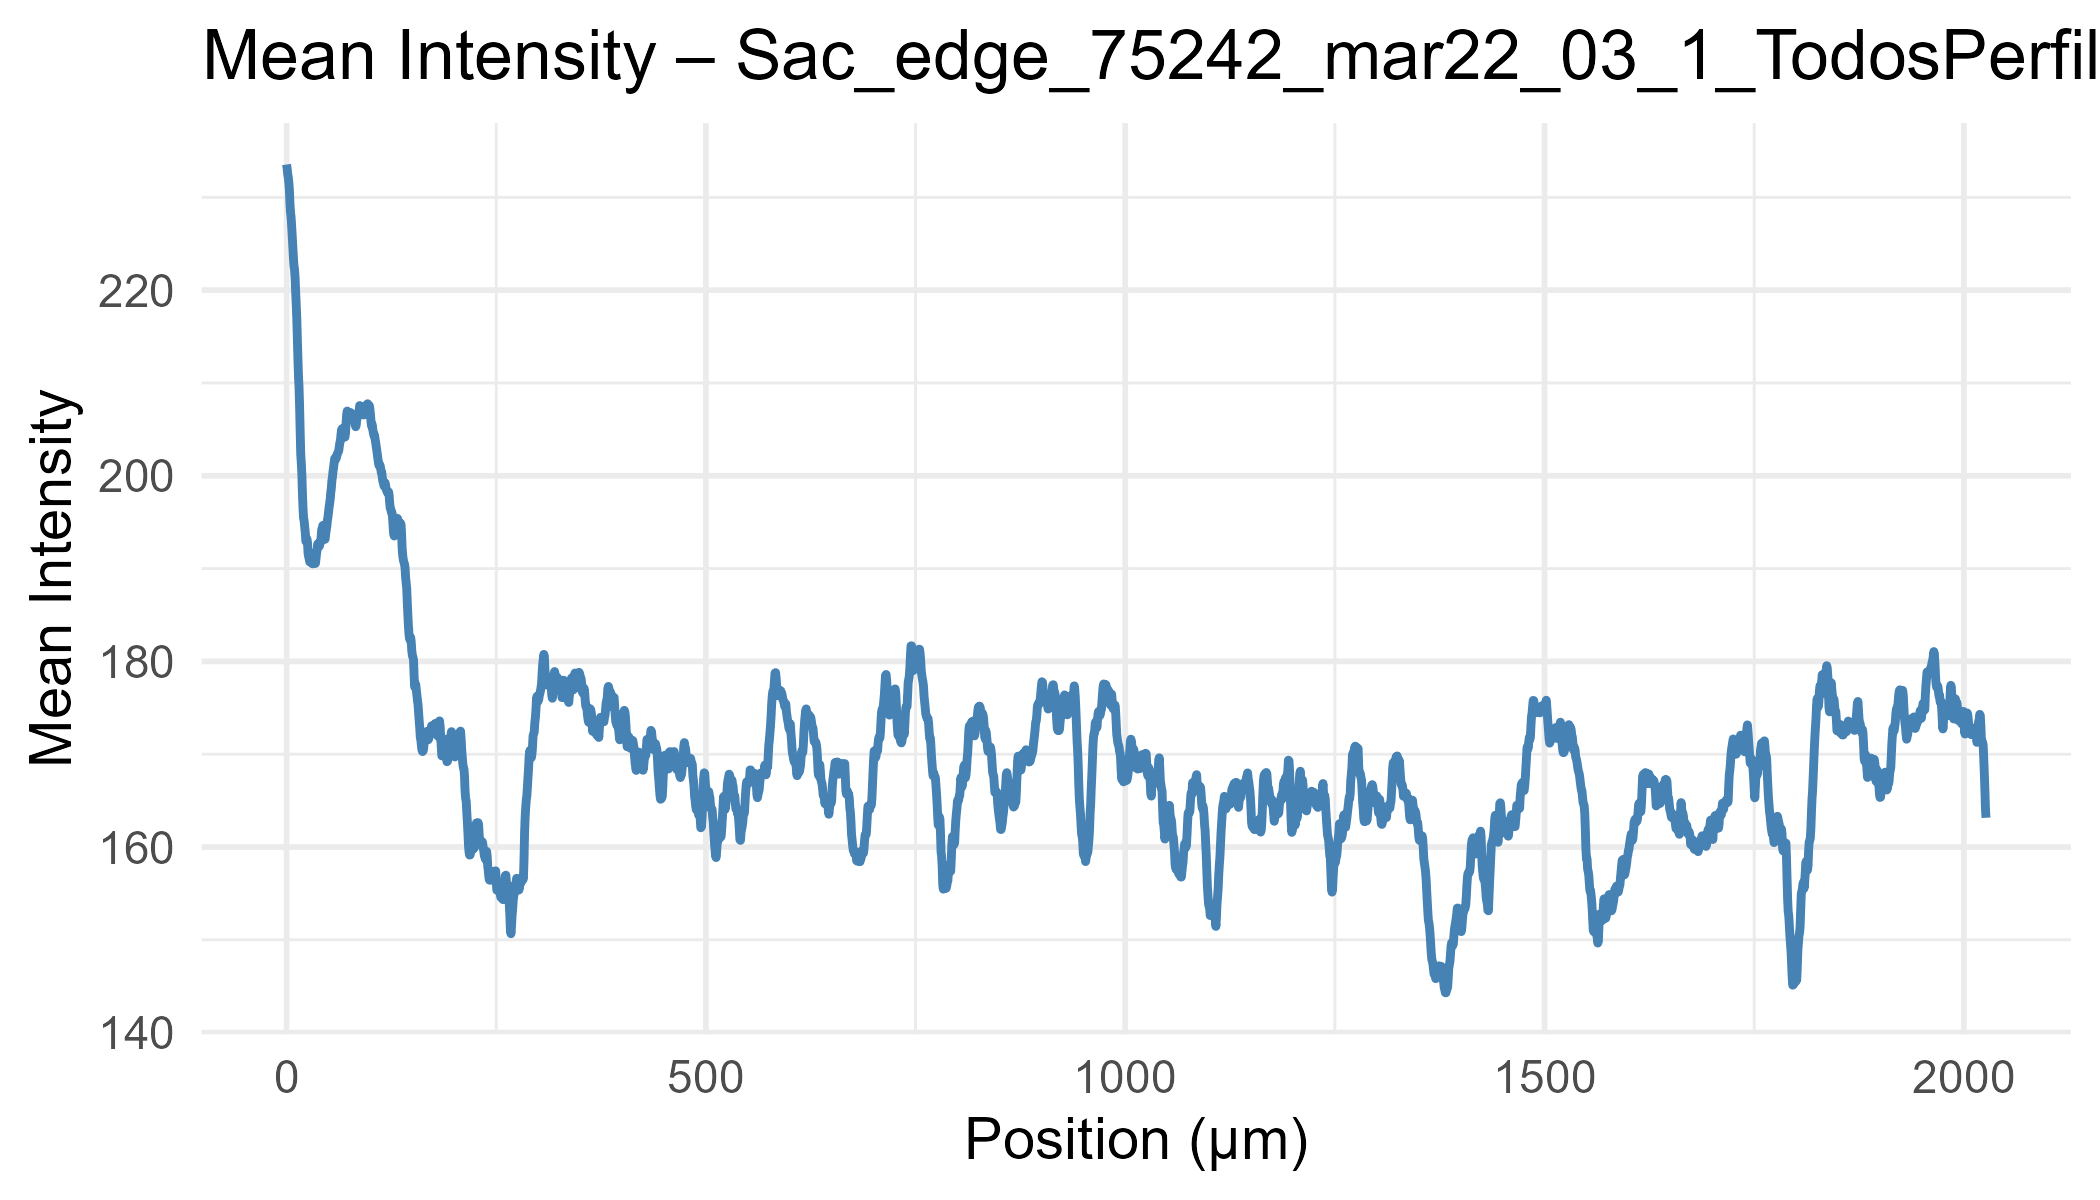 Mean Intensity – Sac_edge_75242_mar22_03_1_TodosPerfil
Mean Intensity
220
200
180
160
140
0 500 1000 1500 2000
Position (µm)